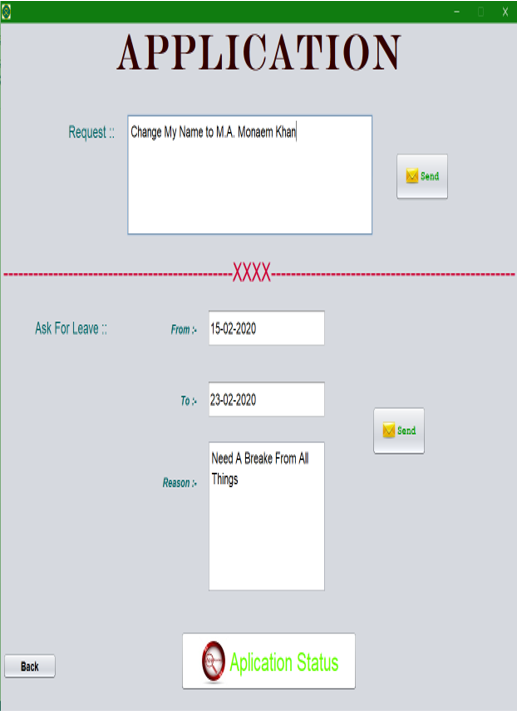 APPLICATION
Request ::
Change My Name to M.A. Monaem Khan
Send
--------------------------------------XXXX-----------------------------------------
Ask For Leave ::
From :-
15-02-2020
To :-
23-02-2020
Send
Reason :-
Need A Breake From All
Things
Back
Aplication Status